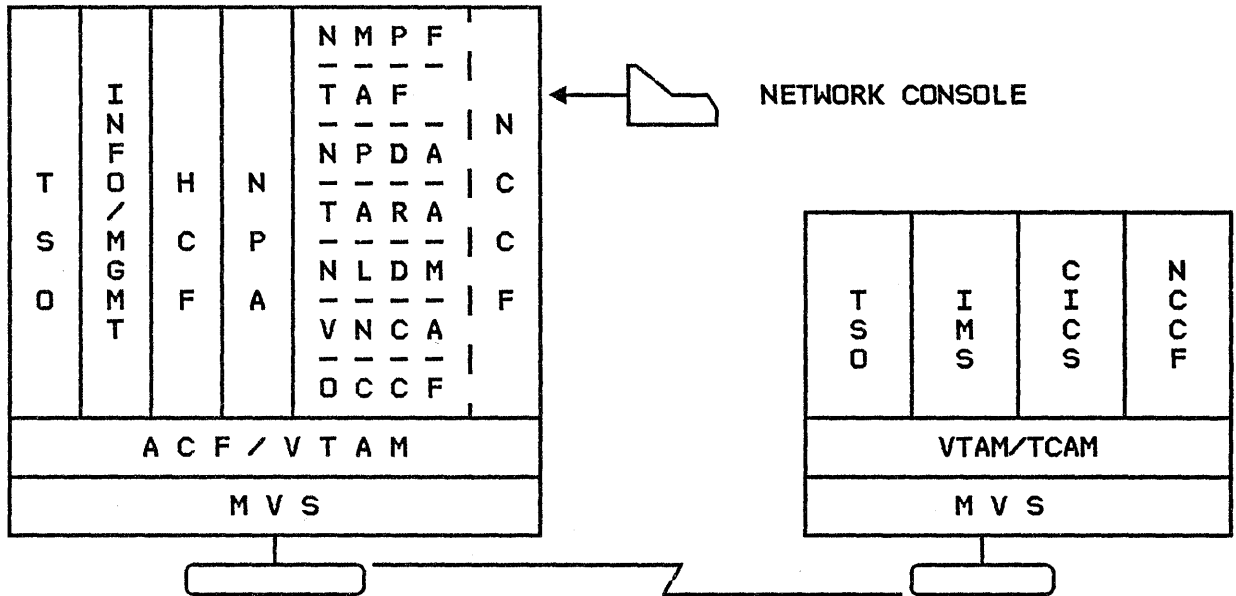 TSO
INFO/MGMT
HCF
NPA
NMPF
TAF
NPDA
TARA
NLDM
VNCA
OCCF
NCCF
ACF/VTAM
MVS
NETWORK CONSOLE
TSO
IMS
CICS
NCCF
VTAM/TCAM
MVS